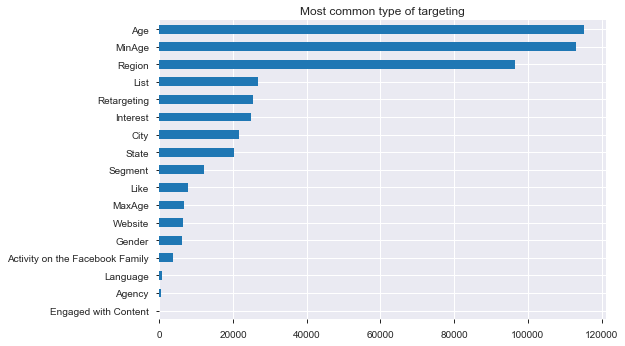 Most common type of targeting
Age
MinAge
Region
List
Retargeting
Interest
City
State
Segment
Like
MaxAge
Website
Gender
Activity on the Facebook Family
Language
Agency
Engaged with Content
0 20000 40000 60000 80000 100000 120000